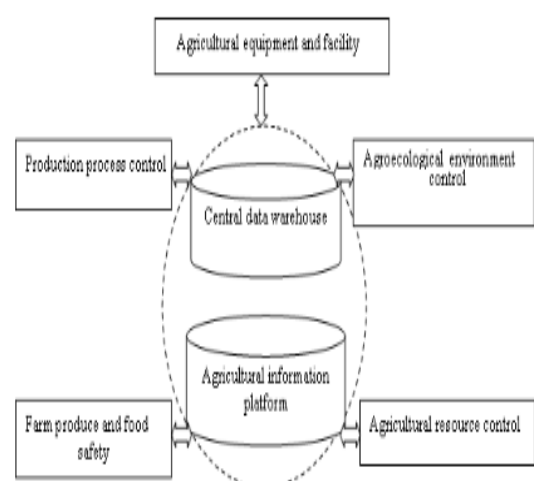 Agricultural equipment and facility
Production process control
Agroecological environment
control
Central data warehouse
Agricultural information
platform
Farm produce and food
safety
Agricultural resource control